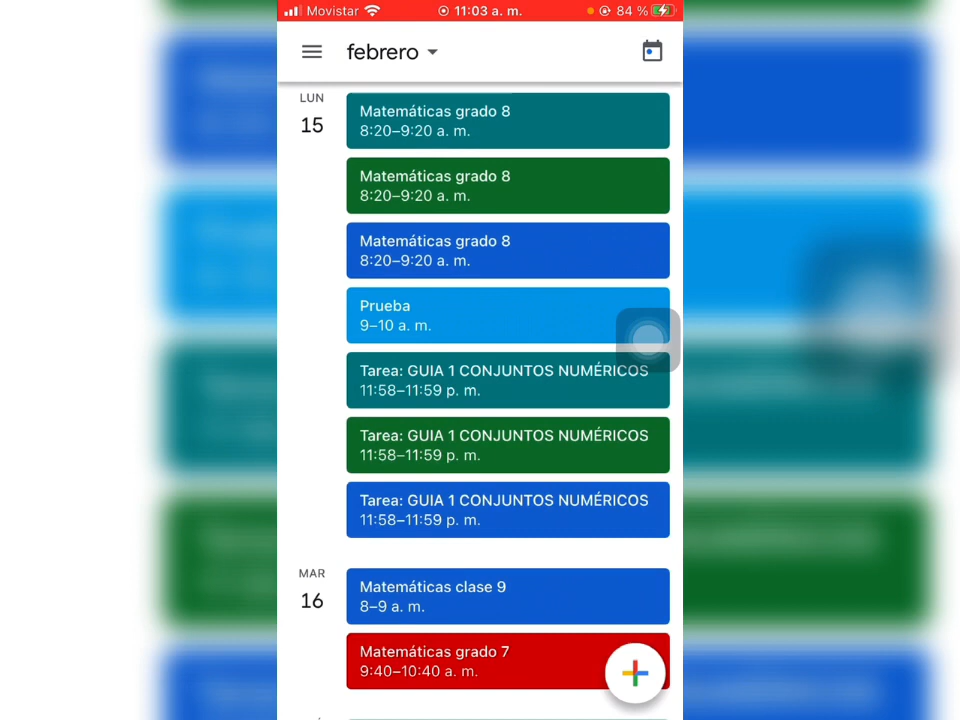 Movistar 11:03 a. m. 84 %
febrero
LUN
15
Matemáticas grado 8
8:20–9:20 a. m.
Matemáticas grado 8
8:20–9:20 a. m.
Matemáticas grado 8
8:20–9:20 a. m.
Prueba
9–10 a. m.
Tarea: GUIA 1 CONJUNTOS NUMÉRICOS
11:58–11:59 p. m.
Tarea: GUIA 1 CONJUNTOS NUMÉRICOS
11:58–11:59 p. m.
Tarea: GUIA 1 CONJUNTOS NUMÉRICOS
11:58–11:59 p. m.
MAR
16
Matemáticas clase 9
8–9 a. m.
Matemáticas grado 7
9:40–10:40 a. m.